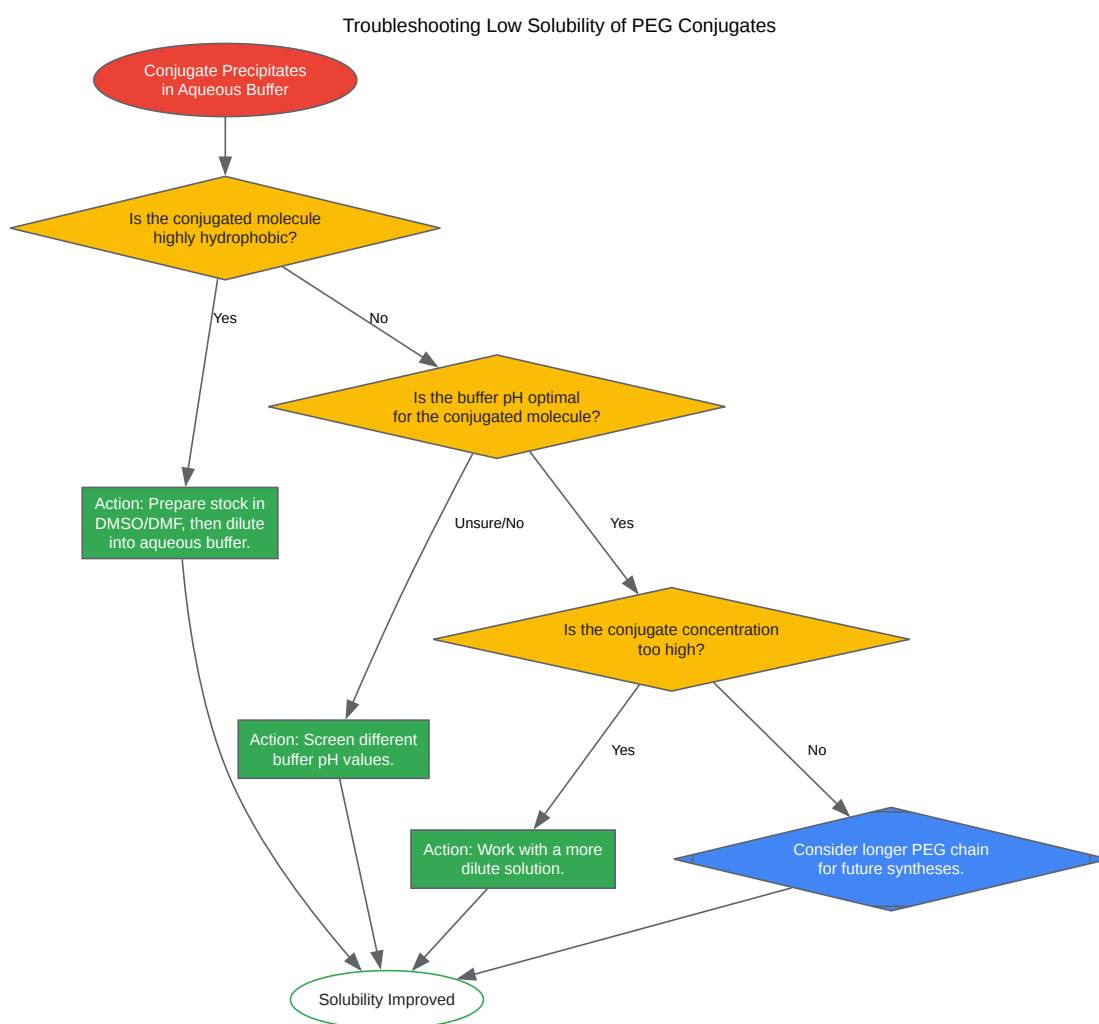 Troubleshooting Low Solubility of PEG Conjugates
Conjugate Precipitates
in Aqueous Buffer
Is the conjugated molecule
highly hydrophobic?
Yes
No
Is the buffer pH optimal
for the conjugated molecule?
Action: Prepare stock in
DMSO/DMF, then dilute
into aqueous buffer.
Unsure/No
Yes
Is the conjugate concentration
too high?
Action: Screen different
buffer pH values.
Yes
No
Action: Work with a more
dilute solution.
Consider longer PEG chain
for future syntheses.
Solubility Improved